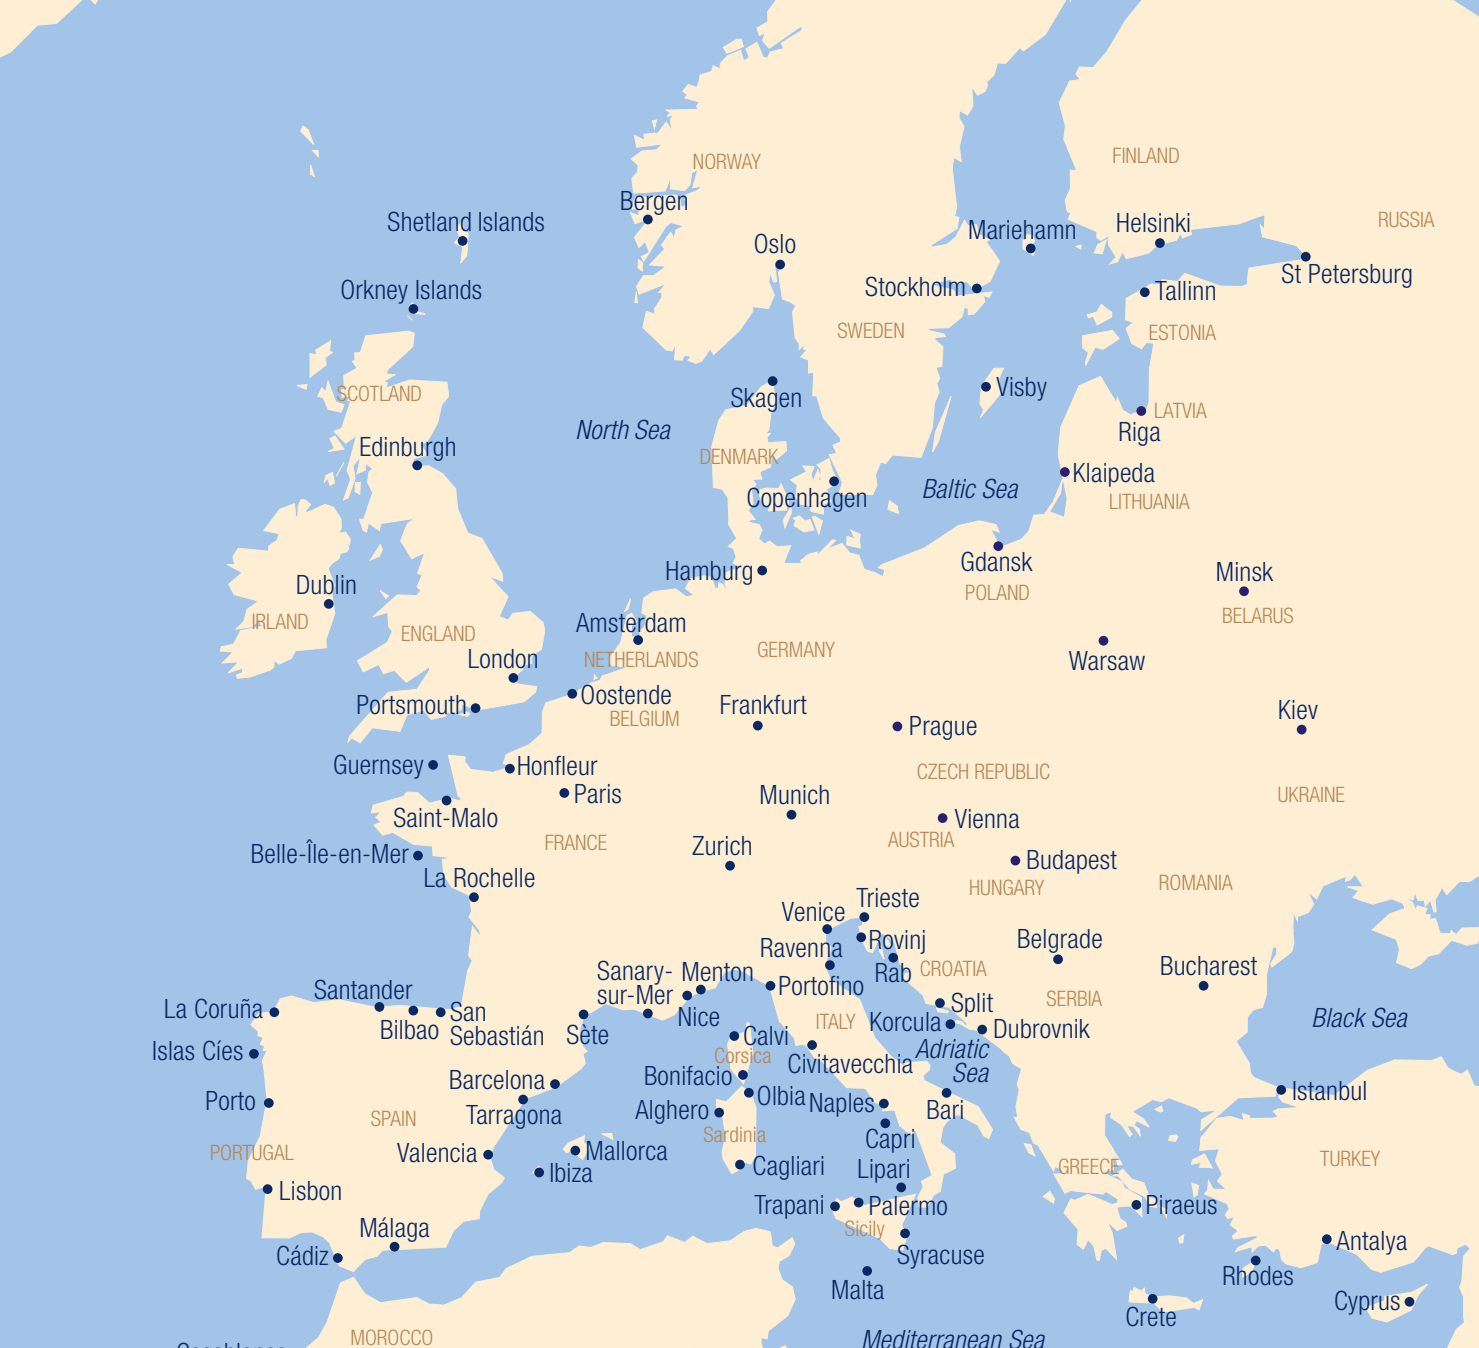 NORWAY
FINLAND
Bergen
Shetland Islands
Mariehamn
Helsinki
RUSSIA
Oslo
St Petersburg
Orkney Islands
Stockholm
Tallinn
SWEDEN
ESTONIA
SCOTLAND
Skagen
Visby
LATVIA
North Sea
Riga
Edinburgh
DENMARK
Klaipeda
Copenhagen
Baltic Sea
LITHUANIA
Gdansk
Hamburg
Minsk
Dublin
POLAND
BELARUS
IRLAND
Amsterdam
ENGLAND
GERMANY
London
NETHERLANDS
Warsaw
Portsmouth
Oostende
Frankfurt
Kiev
BELGIUM
Prague
Guernsey
Honfleur
CZECH REPUBLIC
Paris
Munich
UKRAINE
Saint-Malo
Vienna
FRANCE
Zurich
AUSTRIA
Belle-Île-en-Mer
Budapest
La Rochelle
HUNGARY
ROMANIA
Trieste
Venice
Rovinj
Belgrade
Ravenna
Bucharest
Sanary-
sur-Mer
Menton
Rab
CROATIA
Santander
Portofino
La Coruña
SERBIA
San
Sebastián
Split
Nice
Black Sea
Bilbao
Sète
ITALY
Korcula
Dubrovnik
Calvi
Islas Cíes
Corsica
Civitavecchia
Adriatic
Sea
Barcelona
Bonifacio
Olbia
Istanbul
Porto
Tarragona
Alghero
Naples
Bari
SPAIN
Sardinia
Capri
PORTUGAL
Valencia
Mallorca
Cagliari
Lipari
GREECE
TURKEY
Ibiza
Lisbon
Trapani
Palermo
Piraeus
Málaga
Sicily
Cádiz
Syracuse
Antalya
Malta
Rhodes
Crete
Cyprus
MOROCCO
Mediterranean Sea